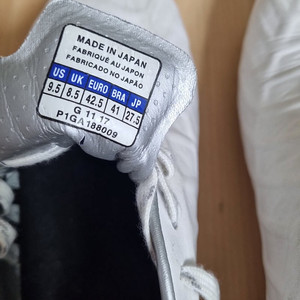 MADE IN JAPAN
FABRIQUÉ AU JAPON
FABRICADO NO JAPÃO
US UK EURO BRA JP
9.5 8.5 42.5 41 27.5
G 11 17
P1GA188009